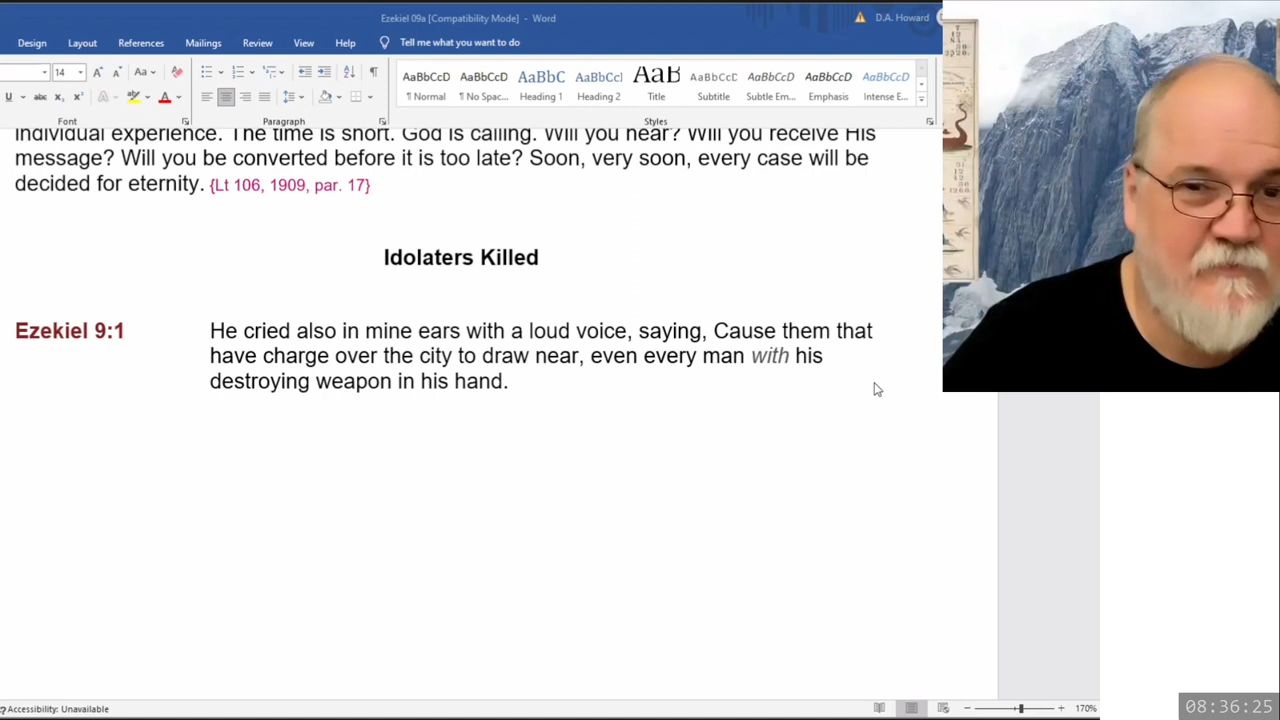 Ezekiel 09a [Compatibility Mode] - Word
D.A. Howard
Design Layout References Mailings Review View Help Tell me what you want to do
14 Aa
AaBbCcD AaBbCcD AaBbC AaBbCcI AaB AaBbCcD AaBbCcD AaBbCcD AaBbCcD
¶ Normal ¶ No Spac... Heading 1 Heading 2 Title Subtitle Subtle Em... Emphasis Intense E...
Font Paragraph Styles
individual experience. The time is short. God is calling. Will you hear? Will you receive His
message? Will you be converted before it is too late? Soon, very soon, every case will be
decided for eternity. {Lt 106, 1909, par. 17}
Idolaters Killed
Ezekiel 9:1 He cried also in mine ears with a loud voice, saying, Cause them that
have charge over the city to draw near, even every man with his
destroying weapon in his hand.
Accessibility: Unavailable
170%
08:36:25